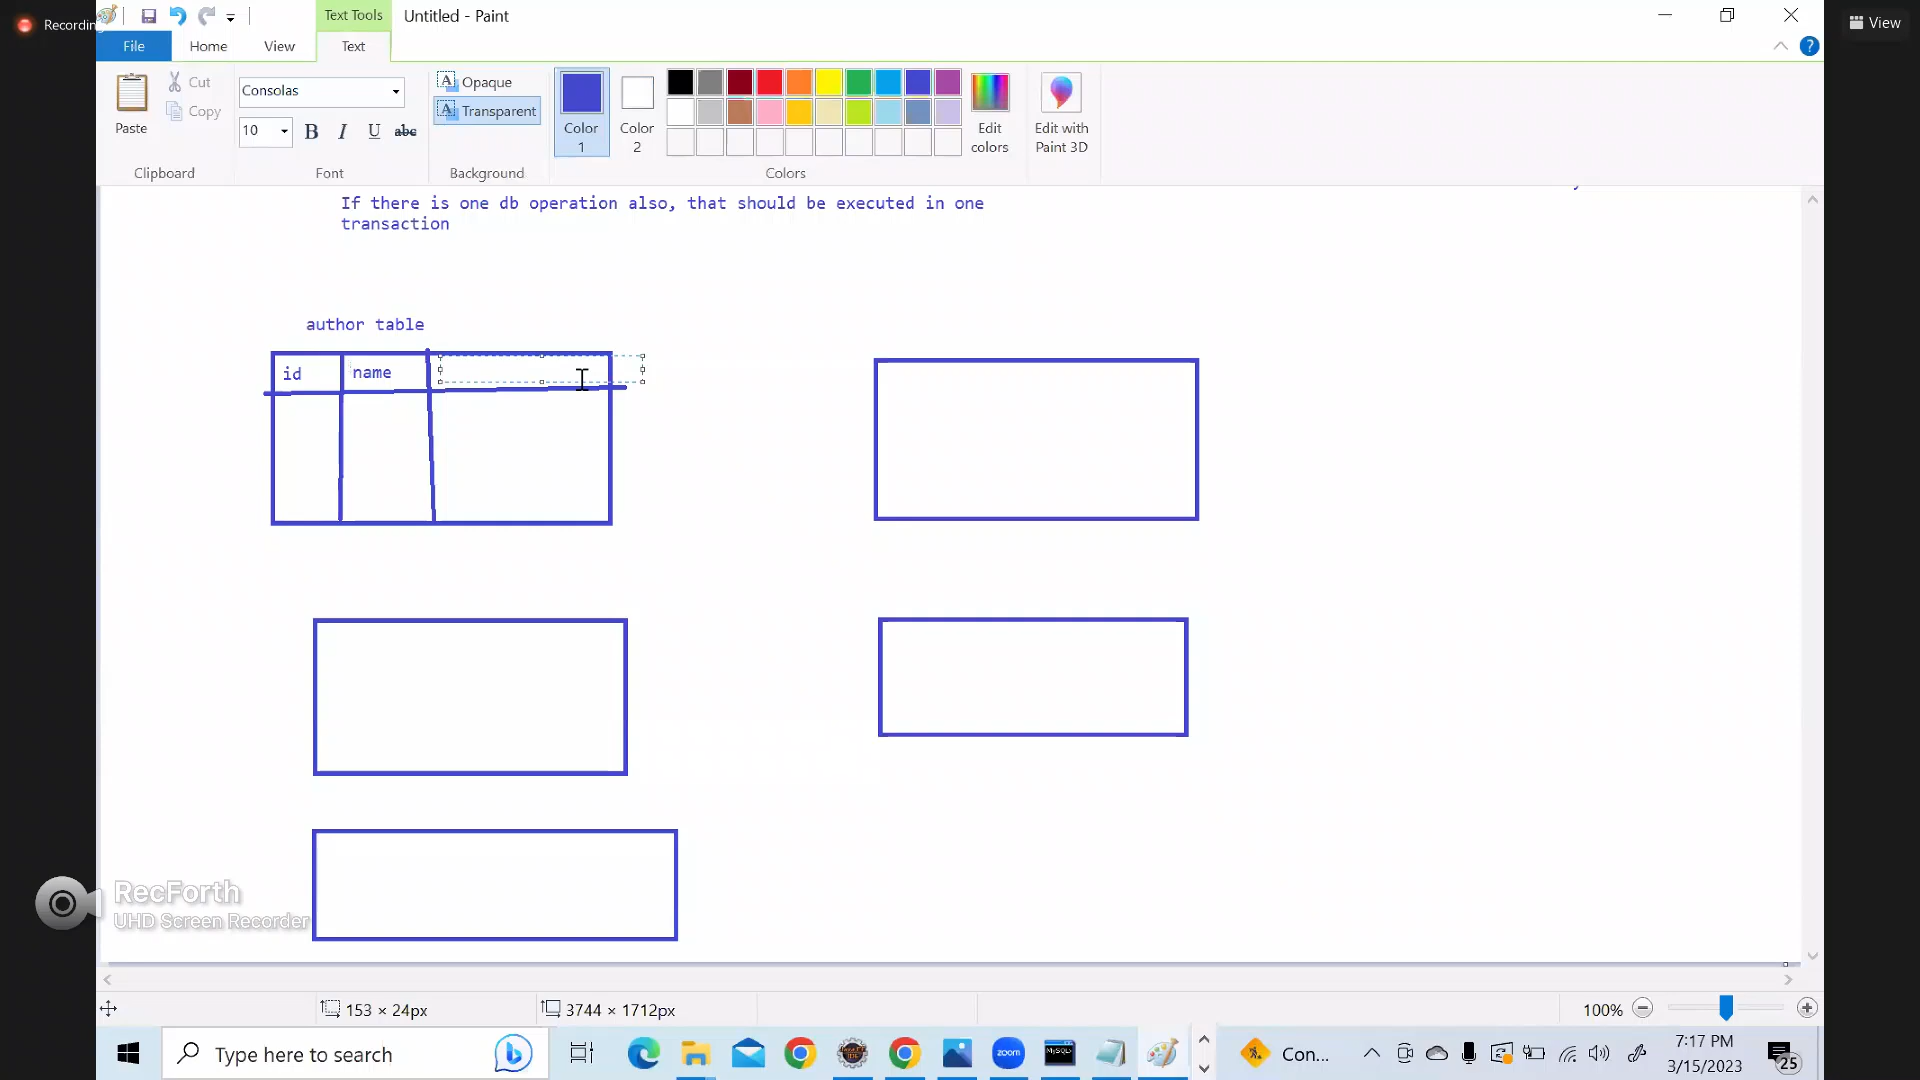 Recording
Text Tools
Untitled - Paint
View
File
Home
View
Text
Paste
Cut
Copy
Clipboard
Consolas
10
B I U abc
Font
A Opaque
A Transparent
Background
Color
1
Color
2
Edit
colors
Colors
Edit with
Paint 3D
If there is one db operation also, that should be executed in one
transaction
author table
id
name
RecForth
UHD Screen Recorder
153 × 24px
3744 × 1712px
100%
Type here to search
zoom
MySQL
Con...
7:17 PM
3/15/2023
25